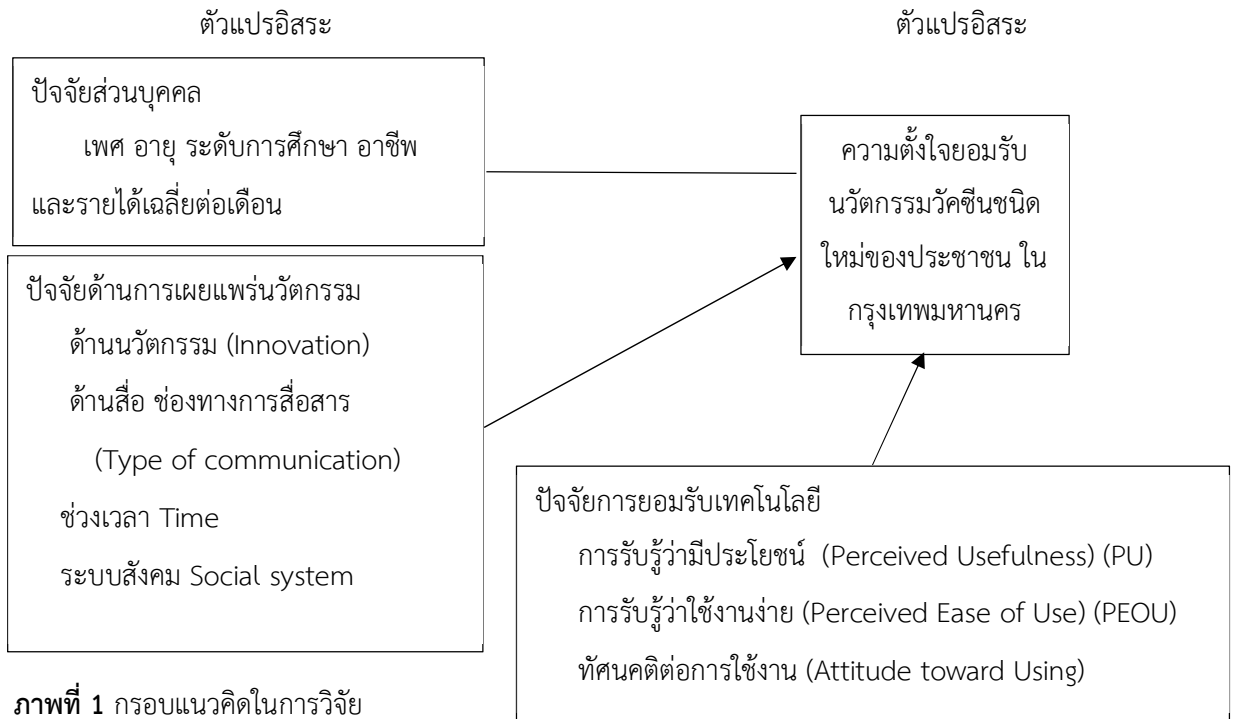 ตัวแปรอิสระ
ตัวแปรอิสระ
ปัจจัยส่วนบุคคล
เพศ อายุ ระดับการศึกษา อาชีพ
และรายได้เฉลี่ยต่อเดือน
ความตั้งใจยอมรับ
นวัตกรรมวัคซีนชนิด
ใหม่ของประชาชน ใน
กรุงเทพมหานคร
ปัจจัยด้านการเผยแพร่นวัตกรรม
ด้านนวัตกรรม (Innovation)
ด้านสื่อ ช่องทางการสื่อสาร
(Type of communication)
ช่วงเวลา Time
ระบบสังคม Social system
ปัจจัยการยอมรับเทคโนโลยี
การรับรู้ว่ามีประโยชน์ (Perceived Usefulness) (PU)
การรับรู้ว่าใช้งานง่าย (Perceived Ease of Use) (PEOU)
ทัศนคติต่อการใช้งาน (Attitude toward Using)
ภาพที่ 1 กรอบแนวคิดในการวิจัย